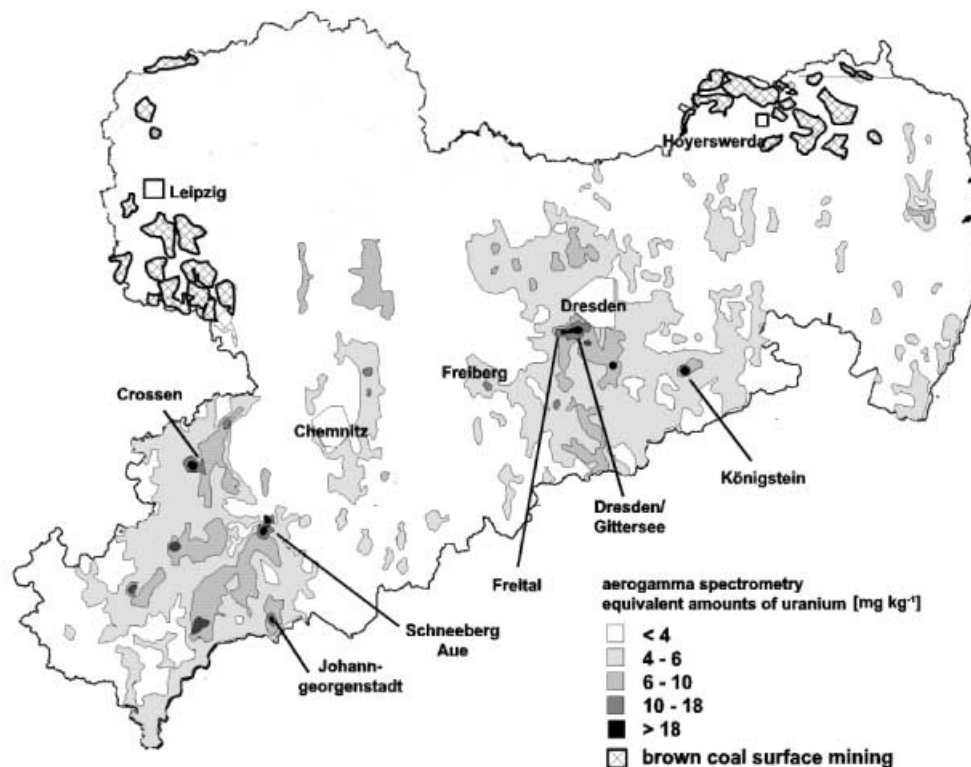 Hoyerswerda
Leipzig
Dresden
Freiberg
Crossen
Chemnitz
Königstein
Dresden/
Gittersee
Freital
Schneeberg
Aue
Johann-
georgenstadt
aerogamma spectrometry
equivalent amounts of uranium [mg kg⁻¹]
< 4
4 - 6
6 - 10
10 - 18
> 18
brown coal surface mining